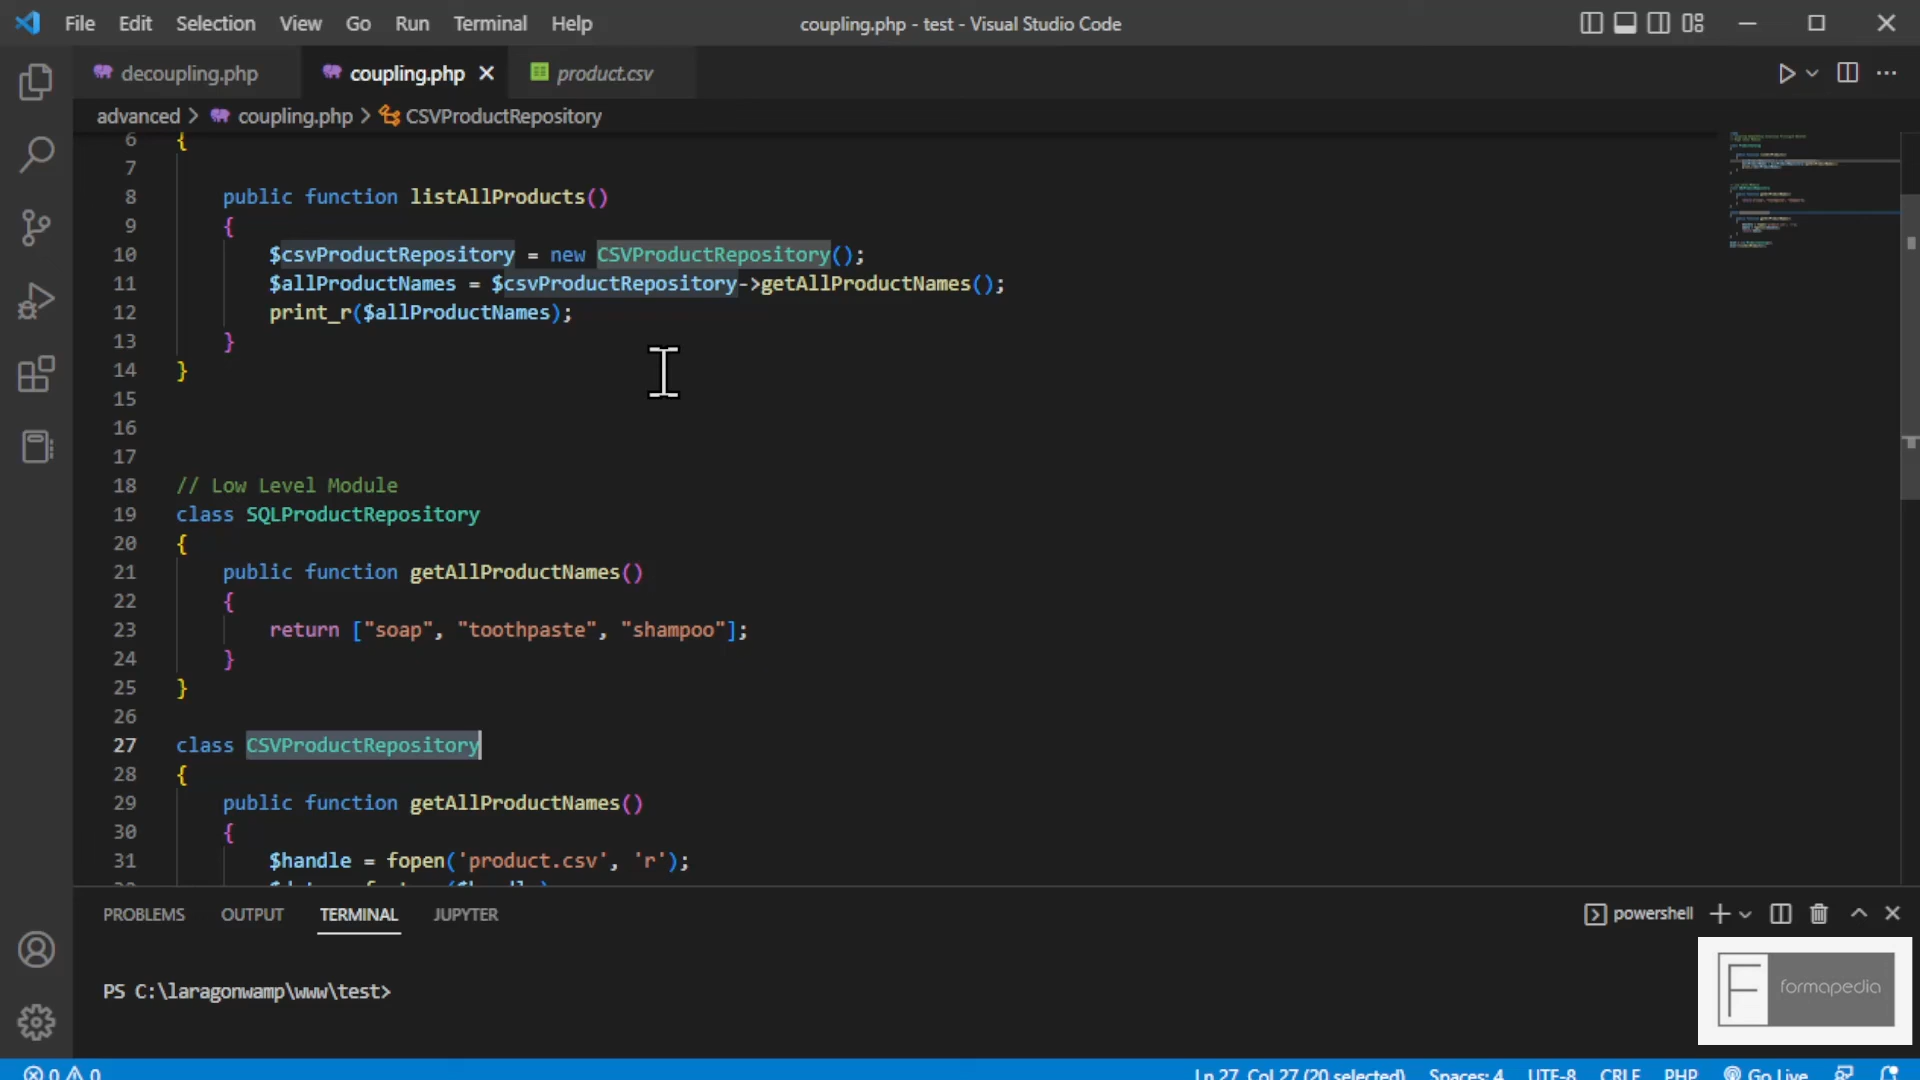 File Edit Selection View Go Run Terminal Help
coupling.php - test - Visual Studio Code
decoupling.php
coupling.php
product.csv
advanced > coupling.php > CSVProductRepository
6 {
7
8 public function listAllProducts()
9 {
10 $csvProductRepository = new CSVProductRepository();
11 $allProductNames = $csvProductRepository->getAllProductNames();
12 print_r($allProductNames);
13 }
14 }
15
16
17
18 // Low Level Module
19 class SQLProductRepository
20 {
21 public function getAllProductNames()
22 {
23 return ["soap", "toothpaste", "shampoo"];
24 }
25 }
26
27 class CSVProductRepository
28 {
29 public function getAllProductNames()
30 {
31 $handle = fopen('product.csv', 'r');
PROBLEMS OUTPUT TERMINAL JUPYTER
powershell
PS C:\laragonwamp\www\test>
F formapedia
0 0
Ln 27, Col 27 (20 selected) Spaces: 4 UTF-8 CRLF PHP Go Live